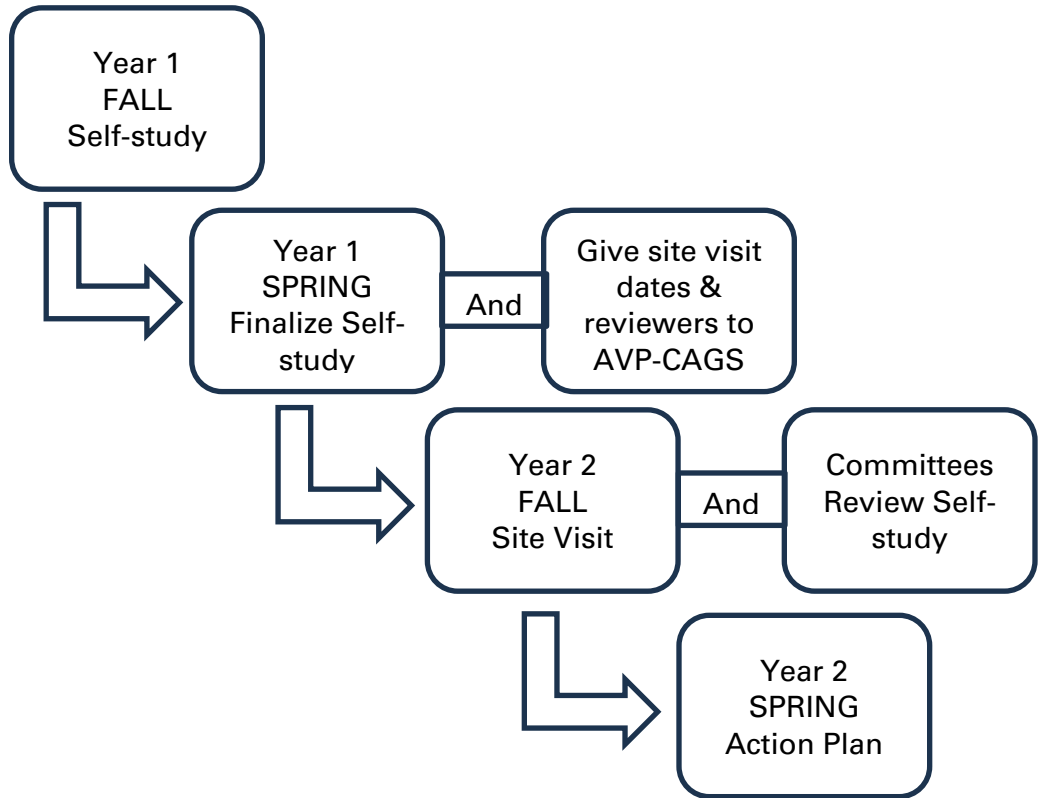 Year 1
FALL
Self-study
Year 1
SPRING
Finalize Self-
study
And
Give site visit
dates &
reviewers to
AVP-CAGS
Year 2
FALL
Site Visit
And
Committees
Review Self-
study
Year 2
SPRING
Action Plan